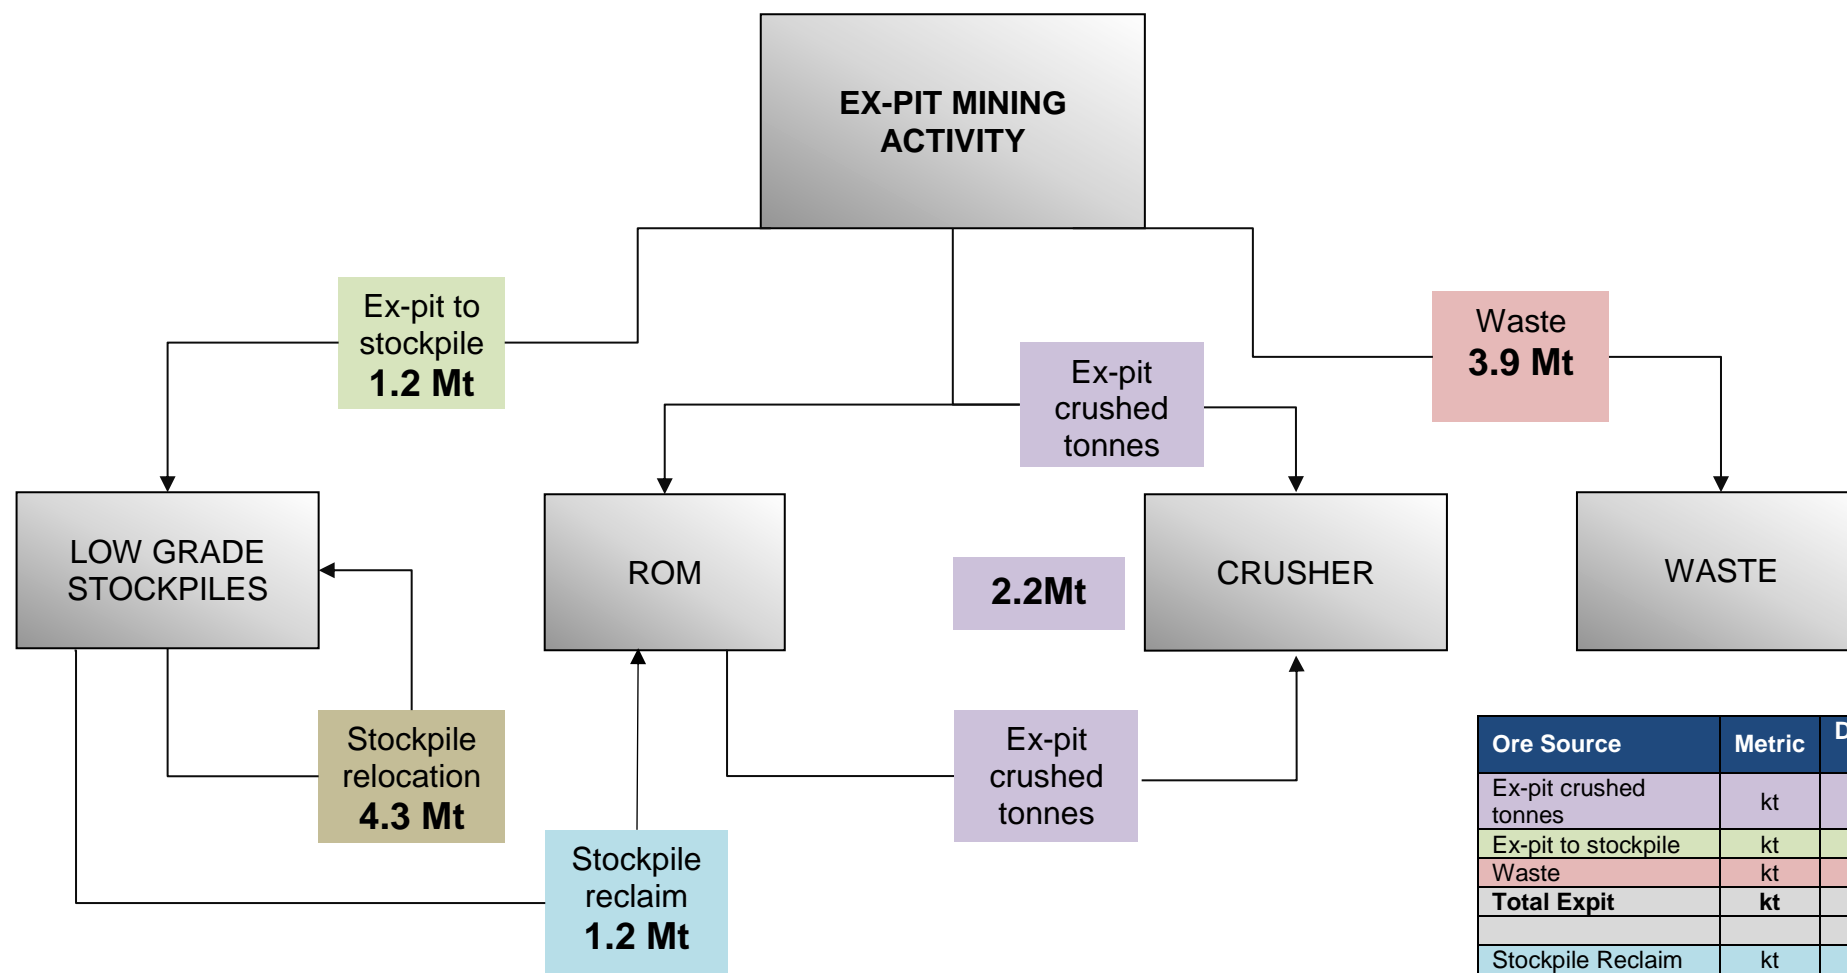 EX-PIT MINING
ACTIVITY
Ex-pit to
stockpile
1.2 Mt
Ex-pit
crushed
tonnes
Waste
3.9 Mt
LOW GRADE
STOCKPILES
ROM
2.2Mt
CRUSHER
WASTE
Stockpile
relocation
4.3 Mt
Ex-pit
crushed
tonnes
Stockpile
reclaim
1.2 Mt
Ore Source Metric D
Ex-pit crushed
tonnes kt
Ex-pit to stockpile kt
Waste kt
Total Expit kt
Stockpile Reclaim kt